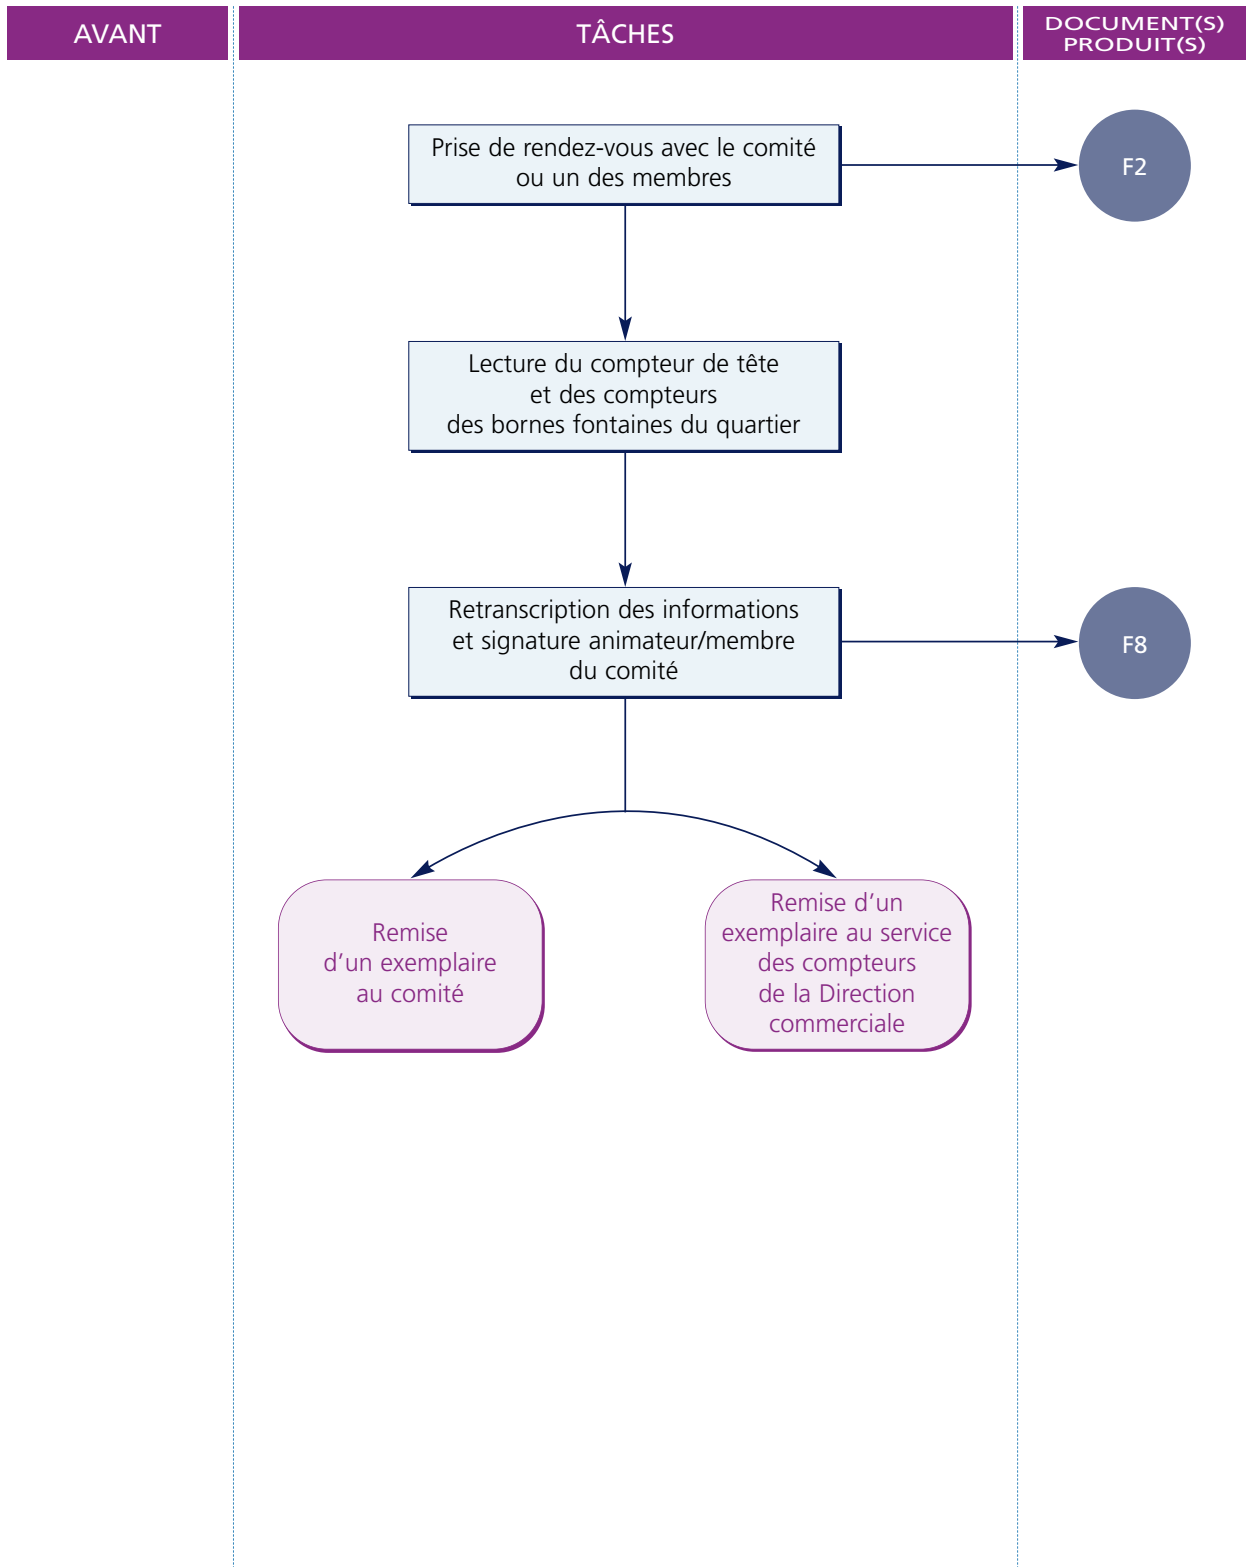 AVANT
TÂCHES
DOCUMENT(S)
PRODUIT(S)
Prise de rendez-vous avec le comité
ou un des membres
F2
Lecture du compteur de tête
et des compteurs
des bornes fontaines du quartier
Retranscription des informations
et signature animateur/membre
du comité
F8
Remise
d’un exemplaire
au comité
Remise d’un
exemplaire au service
des compteurs
de la Direction
commerciale